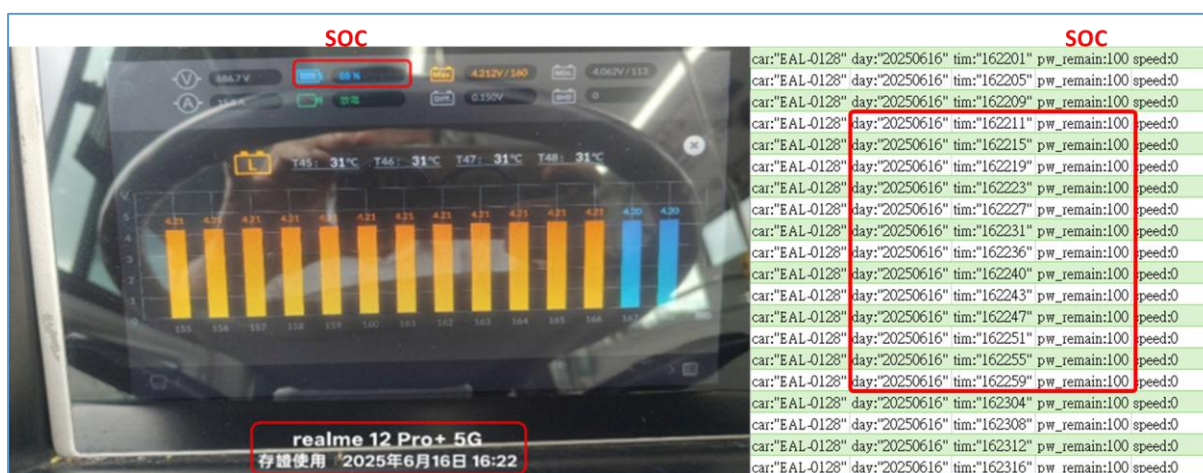 SOC
686.7 V
88 %
Max. 4.212V / 160
4.062V / 113
A
放電
Diff. 0.150V
0
L T45 : 31℃ T46 : 31℃ T47 : 31℃ T48 : 31℃
V
5
4
3
2
1
0
4.21 4.21 4.21 4.21 4.21 4.21 4.21 4.21 4.21 4.21 4.21 4.21 4.20 4.20
155 156 157 158 159 160 161 162 163 164 165 166
realme 12 Pro+ 5G
存證使用 2025年6月16日 16:22
SOC
car:"EAL-0128" day:"20250616" tim:"162201" pw_remain:100 speed:0
car:"EAL-0128" day:"20250616" tim:"162205" pw_remain:100 speed:0
car:"EAL-0128" day:"20250616" tim:"162209" pw_remain:100 speed:0
car:"EAL-0128" day:"20250616" tim:"162211" pw_remain:100 speed:0
car:"EAL-0128" day:"20250616" tim:"162215" pw_remain:100 speed:0
car:"EAL-0128" day:"20250616" tim:"162219" pw_remain:100 speed:0
car:"EAL-0128" day:"20250616" tim:"162223" pw_remain:100 speed:0
car:"EAL-0128" day:"20250616" tim:"162227" pw_remain:100 speed:0
car:"EAL-0128" day:"20250616" tim:"162231" pw_remain:100 speed:0
car:"EAL-0128" day:"20250616" tim:"162236" pw_remain:100 speed:0
car:"EAL-0128" day:"20250616" tim:"162240" pw_remain:100 speed:0
car:"EAL-0128" day:"20250616" tim:"162243" pw_remain:100 speed:0
car:"EAL-0128" day:"20250616" tim:"162247" pw_remain:100 speed:0
car:"EAL-0128" day:"20250616" tim:"162251" pw_remain:100 speed:0
car:"EAL-0128" day:"20250616" tim:"162255" pw_remain:100 speed:0
car:"EAL-0128" day:"20250616" tim:"162259" pw_remain:100 speed:0
car:"EAL-0128" day:"20250616" tim:"162304" pw_remain:100 speed:0
car:"EAL-0128" day:"20250616" tim:"162308" pw_remain:100 speed:0
car:"EAL-0128" day:"20250616" tim:"162312" pw_remain:100 speed:0
car:"EAL-0128" day:"20250616" tim:"162316" pw_remain:100 speed:0